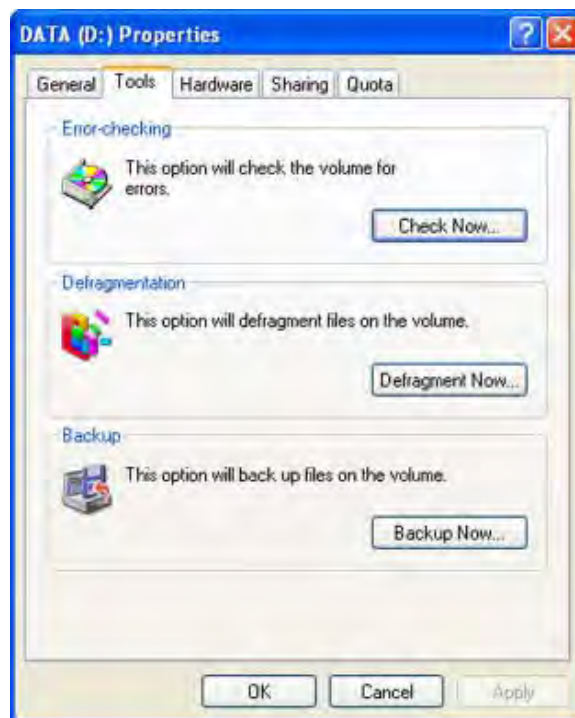 DATA (D:) Properties
General Tools Hardware Sharing Quota
Error-checking
This option will check the volume for
errors.
Check Now...
Defragmentation
This option will defragment files on the volume.
Defragment Now...
Backup
This option will back up files on the volume.
Backup Now...
OK Cancel Apply